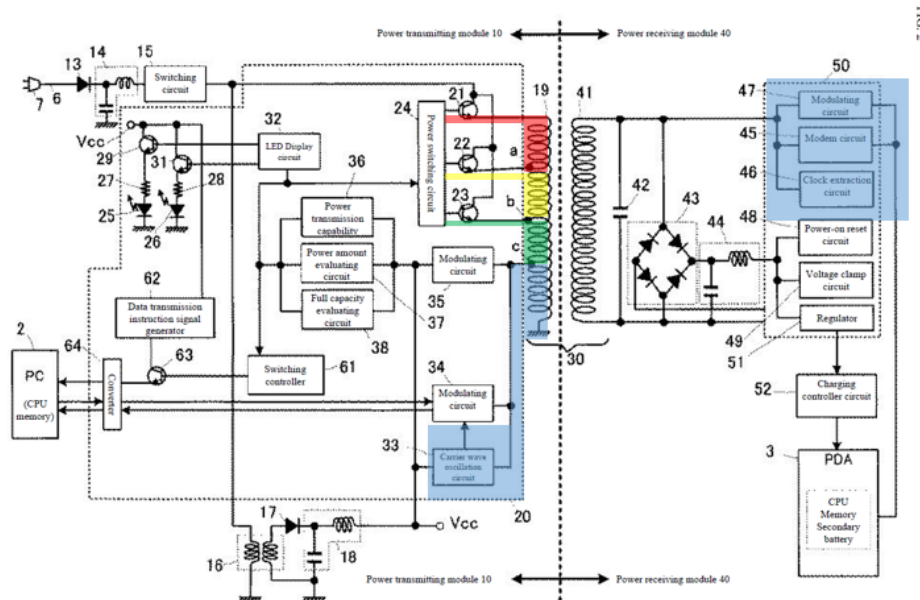 Power transmitting module 10
Power receiving module 40
13
14
15
7
6
Switching
circuit
Vcc
29
31
27
28
25
26
32
LED Display
circuit
24
Power switching circuit
21
22
23
a
b
c
19
41
30
36
Power
transmission
capability
Power amount
evaluating circuit
37
Full capacity
evaluating
circuit
38
Modulating
circuit
35
62
Data transmission
instruction signal
generator
63
64
Converter
2
PC
(CPU
memory)
Switching
controller
61
34
Modulating
circuit
33
Carrier wave
oscillation
circuit
20
16
17
18
Vcc
42
43
44
50
47
Modulating
circuit
45
Modem circuit
46
Clock extraction
circuit
48
Power-on reset
circuit
Voltage clamp
circuit
49
Regulator
51
52
Charging
controller circuit
3
PDA
CPU
Memory
Secondary
battery
Power transmitting module 10
Power receiving module 40